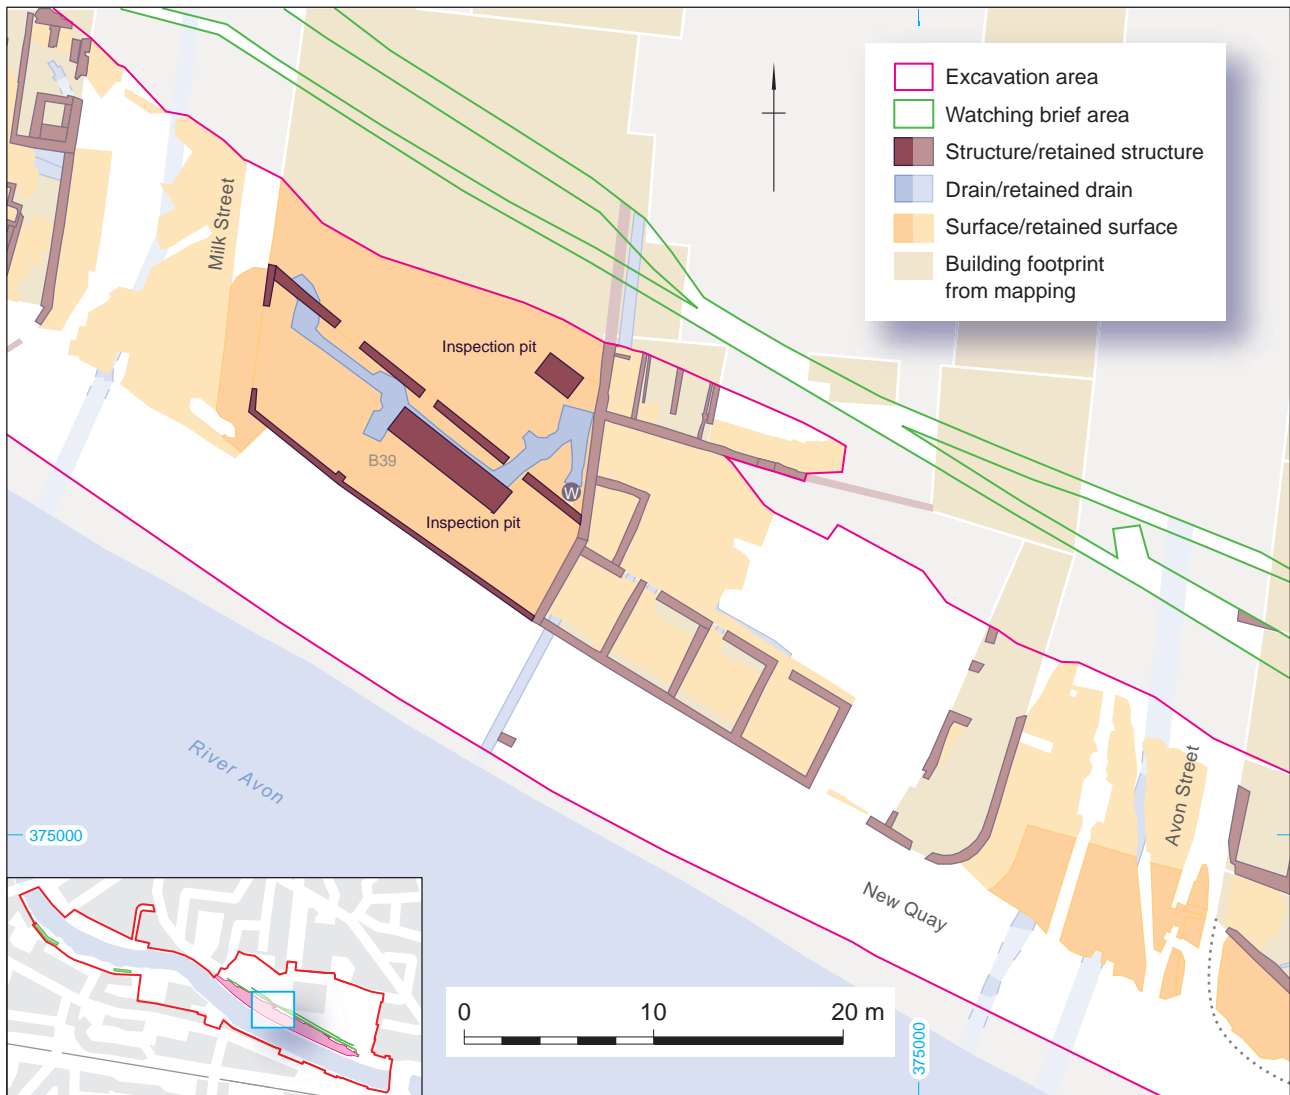 Excavation area
Watching brief area
Structure/retained structure
Drain/retained drain
Surface/retained surface
Building footprint
from mapping
Milk Street
Inspection pit
B39
W
Inspection pit
River Avon
Avon Street
New Quay
375000
375000
0 10 20 m